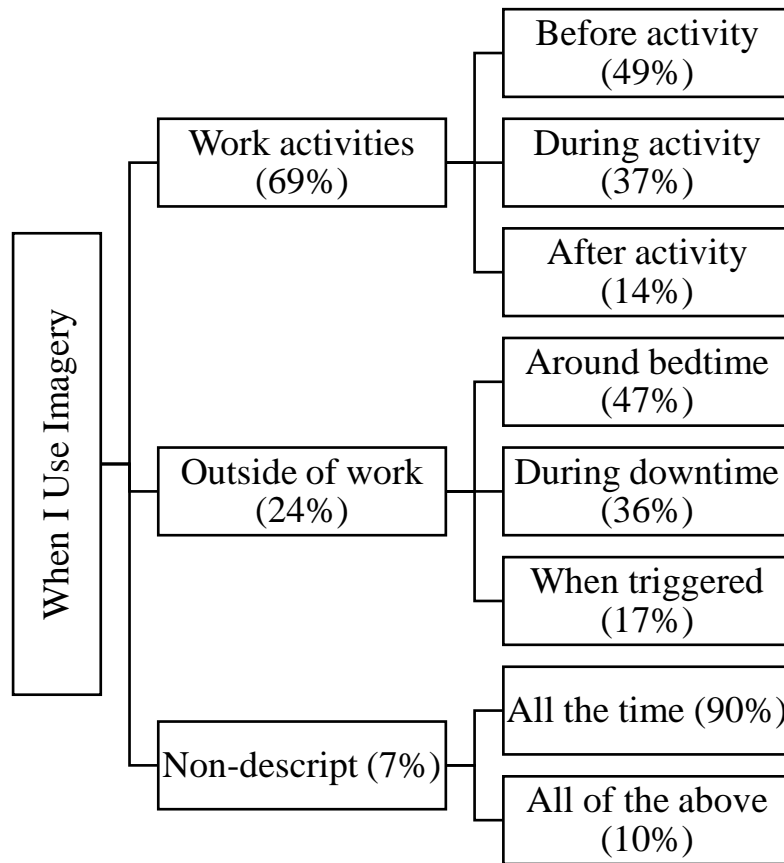 When I Use Imagery
Work activities
(69%)
Before activity
(49%)
During activity
(37%)
After activity
(14%)
Outside of work
(24%)
Around bedtime
(47%)
During downtime
(36%)
When triggered
(17%)
Non-descript (7%)
All the time (90%)
All of the above
(10%)